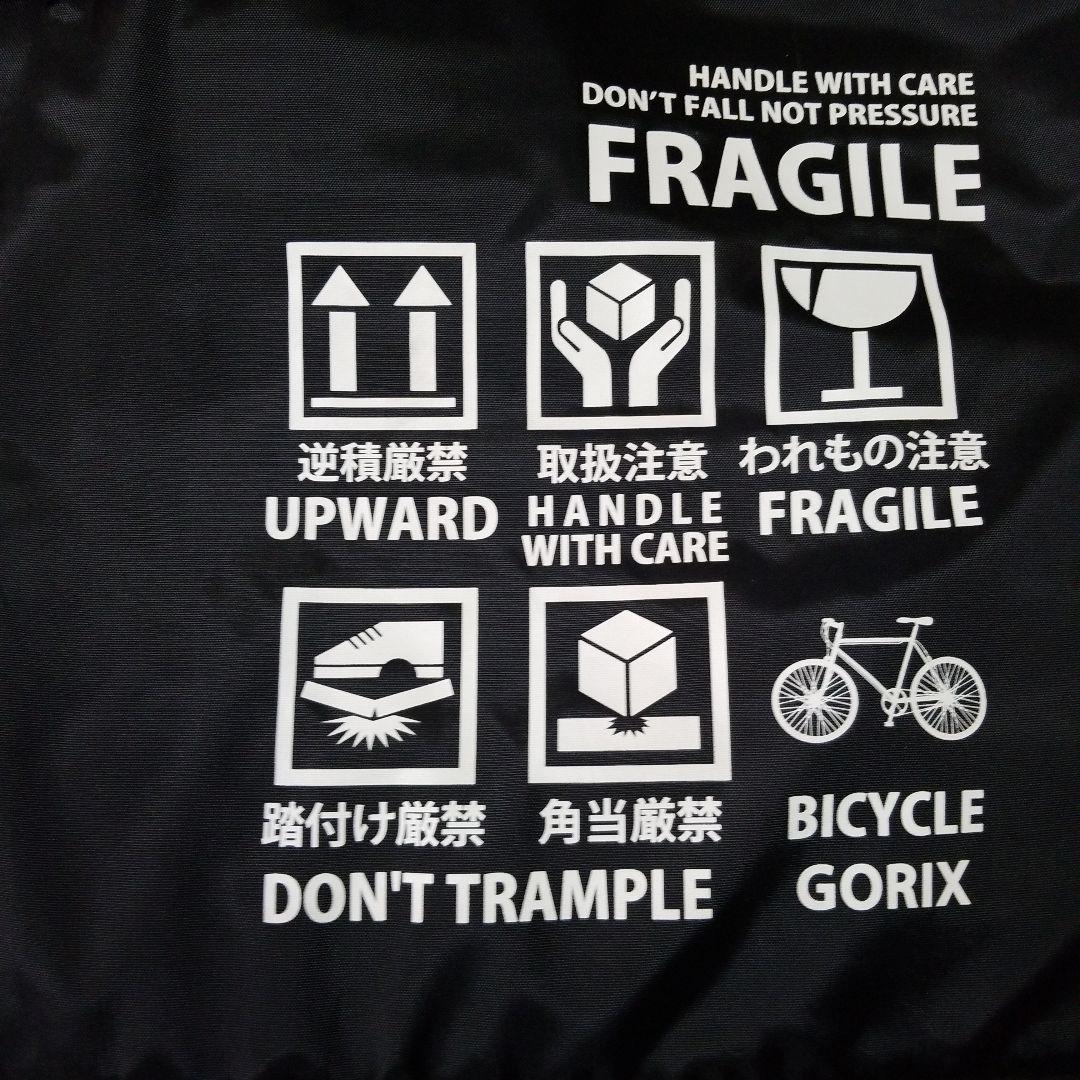 HANDLE WITH CARE
DON'T FALL NOT PRESSURE
FRAGILE
逆積厳禁
UPWARD
取扱注意
HANDLE
WITH CARE
われもの注意
FRAGILE
踏付け厳禁
角当厳禁
DON'T TRAMPLE
BICYCLE
GORIX